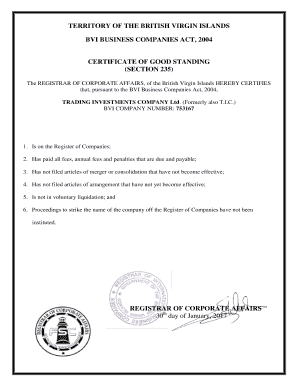 TERRITORY OF THE BRITISH VIRGIN ISLANDS
BVI BUSINESS COMPANIES ACT, 2004
CERTIFICATE OF GOOD STANDING
(SECTION 235)
The REGISTRAR OF CORPORATE AFFAIRS, of the British Virgin Islands HEREBY CERTIFIES
that, pursuant to the BVI Business Companies Act, 2004,
TRADING INVESTMENTS COMPANY Ltd. (Formerly also T.I.C.)
BVI COMPANY NUMBER: 753167
1. Is on the Register of Companies;
2. Has paid all fees, annual fees and penalties that are due and payable;
3. Has not filed articles of merger or consolidation that have not become effective;
4. Has not filed articles of arrangement that have not yet become effective;
5. Is not in voluntary liquidation; and
6. Proceedings to strike the name of the company off the Register of Companies have not been
instituted.
REGISTRAR OF CORPORATE AFFAIRS
30th day of January, 2017
REGISTRAR OF CORPORATE AFFAIRS